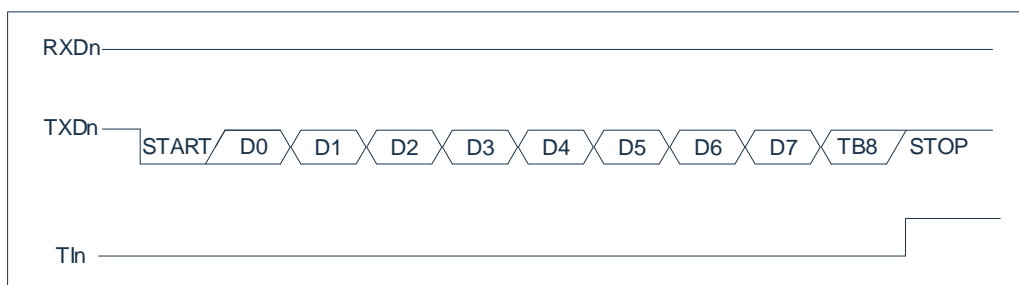 RXDn
TXDn
START D0 D1 D2 D3 D4 D5 D6 D7 TB8 STOP
TIn